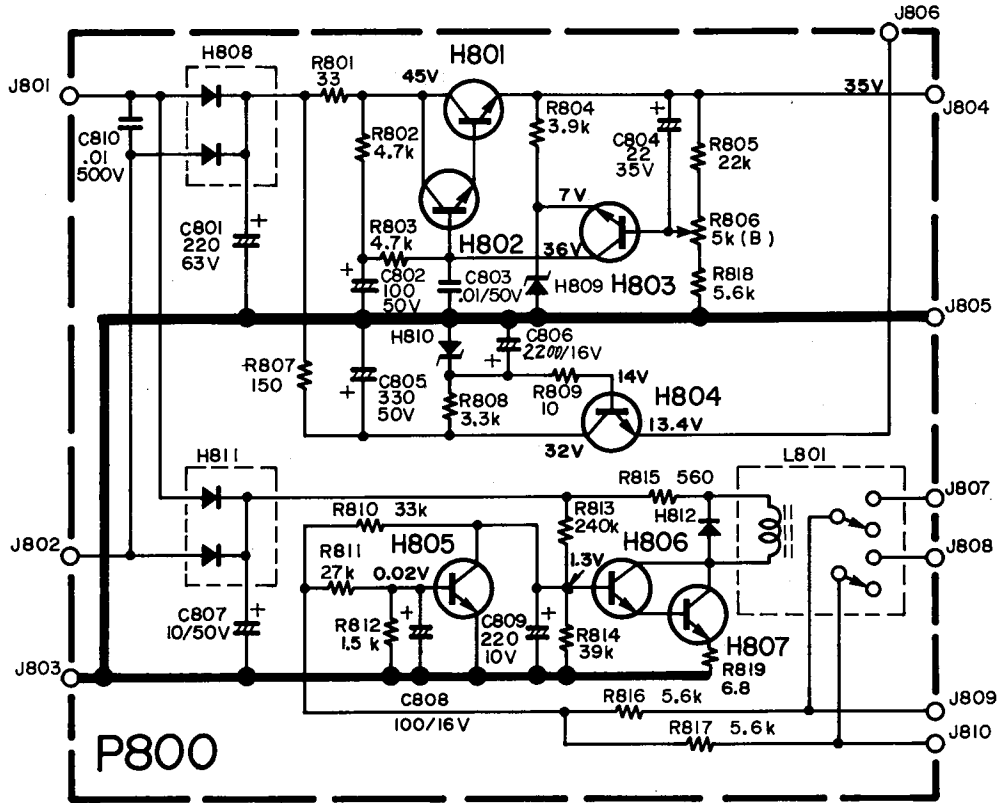 J806
J801
H808
R801
33
45V
H801
35V
J804
C810
.01
500V
R802
4.7k
R804
3.9k
C804
22
35V
R805
22k
C801
220
63V
H802
R803
4.7k
7V
36V
H803
R806
5k (B)
C802
100
50V
C803
.01/50V
H809
R818
5.6k
J805
H810
C806
2200/16V
R807
150
C805
330
50V
R808
3.3k
R809
10
14V
H804
32V
13.4V
H811
L801
R815 560
J807
R810 33k
R813
240k
H812
J802
R811
27k
H805
0.02V
1.3V
H806
J808
C807
10/50V
R812
1.5k
C809
220
10V
R814
39k
H807
J803
R819
6.8
C808
100/16V
R816 5.6k
J809
R817 5.6k
J810
P800